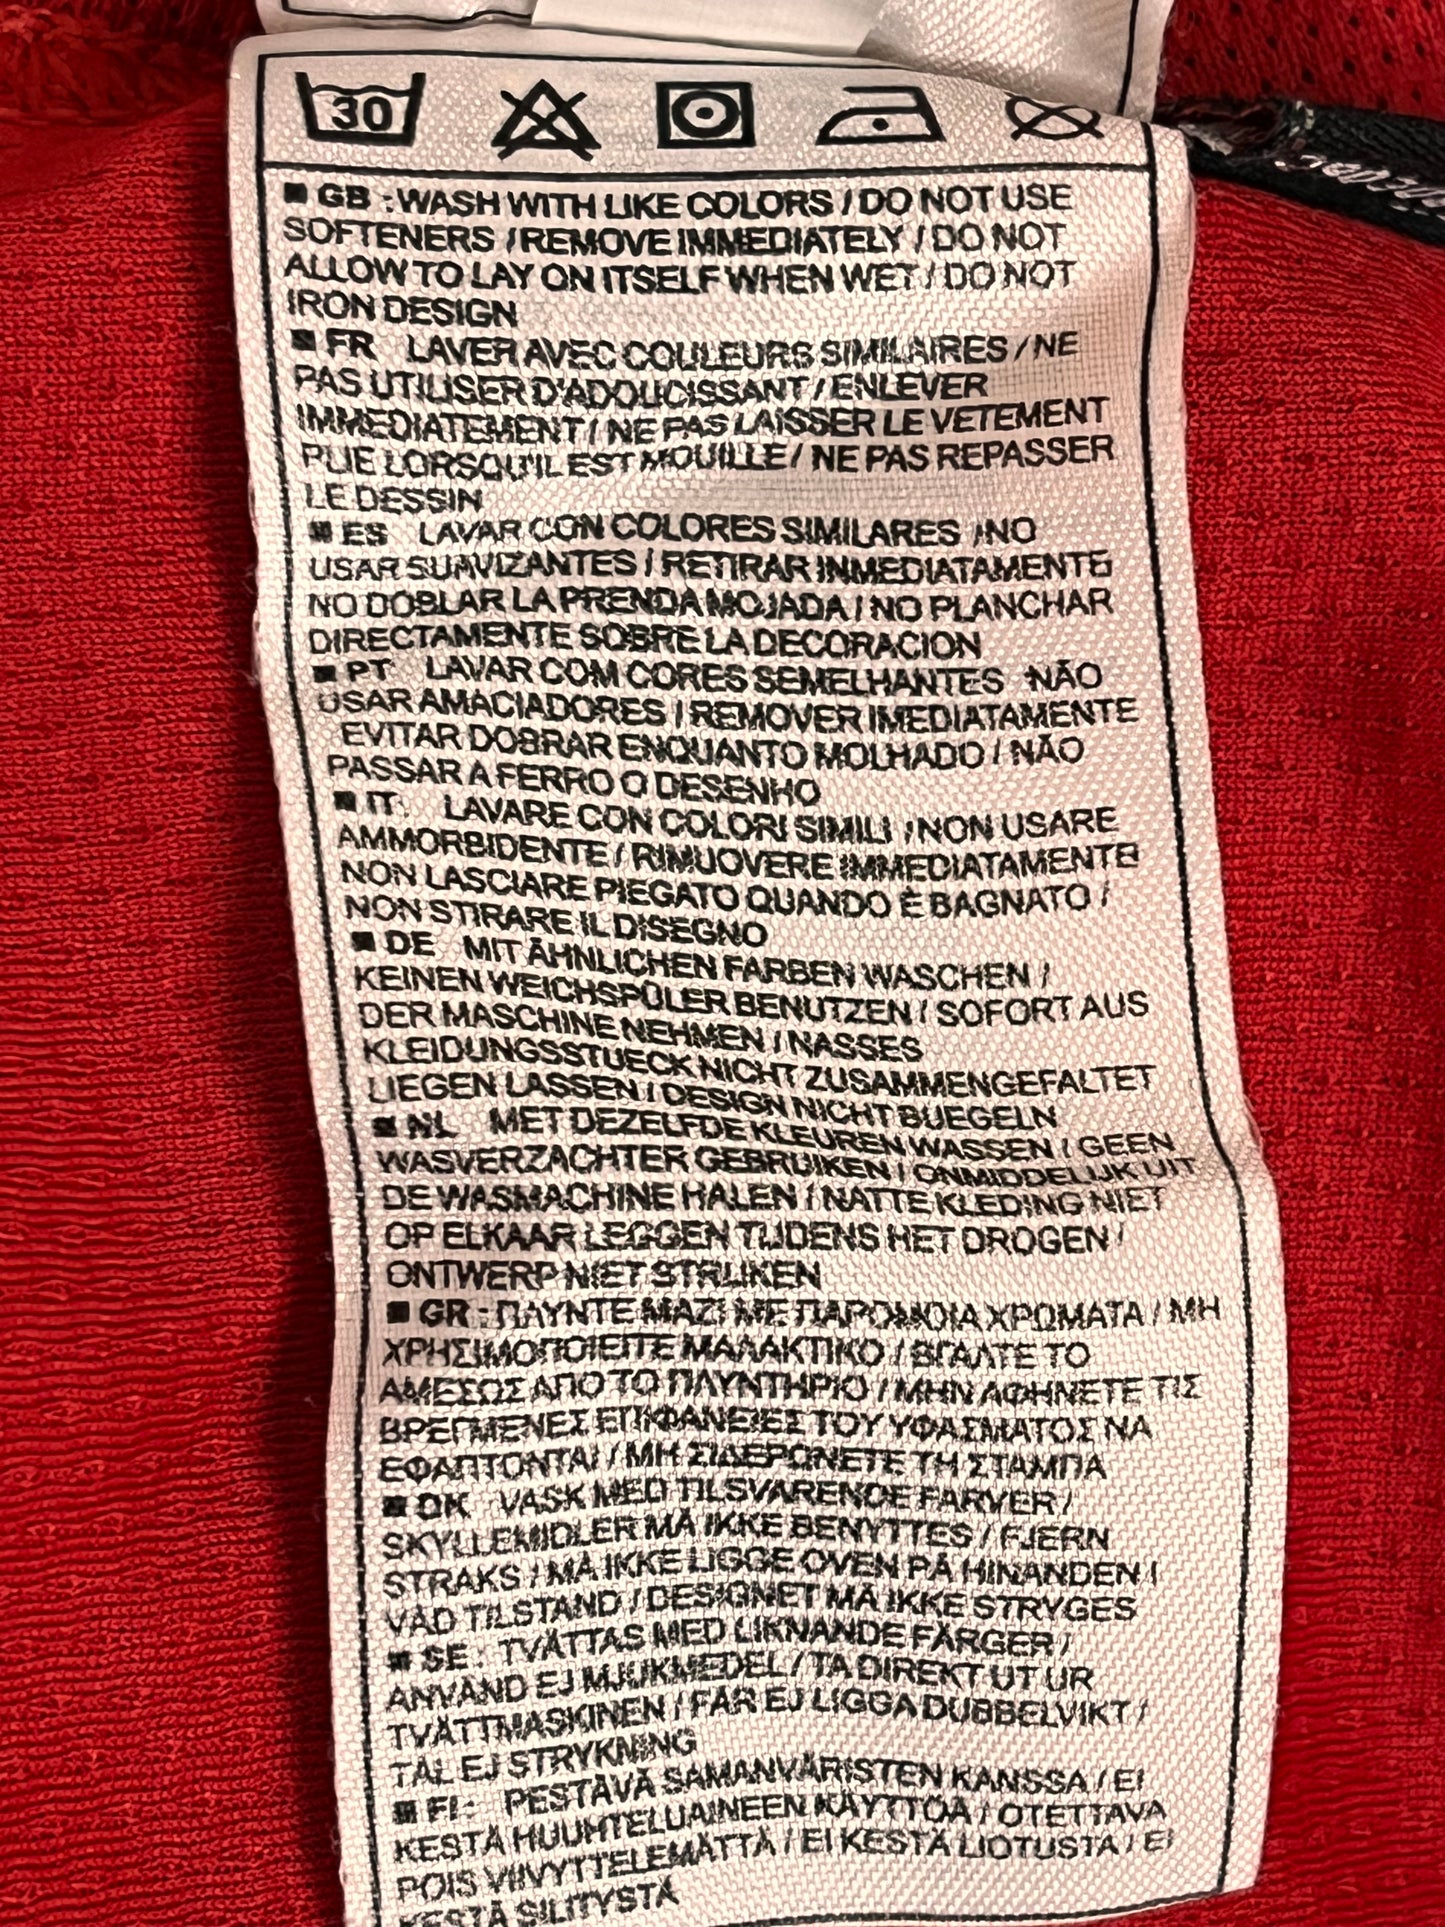 30
■ GB : WASH WITH LIKE COLORS / DO NOT USE
SOFTENERS / REMOVE IMMEDIATELY / DO NOT
ALLOW TO LAY ON ITSELF WHEN WET / DO NOT
IRON DESIGN
■ FR LAVER AVEC COULEURS SIMILAIRES / NE
PAS UTILISER D'ADOUCISSANT / ENLEVER
IMMEDIATEMENT / NE PAS LAISSER LE VETEMENT
PLIE LORSQU'IL EST MOUILLE / NE PAS REPASSER
LE DESSIN
■ ES LAVAR CON COLORES SIMILARES / NO
USAR SUAVIZANTES / RETIRAR INMEDIATAMENTE
NO DOBLAR LA PRENDA MOJADA / NO PLANCHAR
DIRECTAMENTE SOBRE LA DECORACION
■ PT LAVAR COM CORES SEMELHANTES NÃO
USAR AMACIADORES / REMOVER IMEDIATAMENTE
EVITAR DOBRAR ENQUANTO MOLHADO / NÃO
PASSAR A FERRO O DESENHO
■ IT: LAVARE CON COLORI SIMILI / NON USARE
AMMORBIDENTE / RIMUOVERE IMMEDIATAMENTE
NON LASCIARE PIEGATO QUANDO È BAGNATO /
NON STIRARE IL DISEGNO
■ DE MIT ÄHNLICHEN FARBEN WASCHEN /
KEINEN WEICHSPÜLER BENUTZEN / SOFORT AUS
DER MASCHINE NEHMEN / NASSES
KLEIDUNGSSTUECK NICHT ZUSAMMENGEFALTET
LIEGEN LASSEN / DESIGN NICHT BUEGELN
■ NL MET DEZELFDE KLEUREN WASSEN / GEEN
WASVERZACHTER GEBRUIKEN / ONMIDDELIJK UIT
DE WASMACHINE HALEN / NATTE KLEDING NIET
OP ELKAAR LEGGEN TIJDENS HET DROGEN /
ONTWERP NIET STRIJKEN
■ GR : ΠΛΥΝΤΕ ΜΑΖΙ ΜΕ ΠΑΡΟΜΟΙΑ ΧΡΩΜΑΤΑ / ΜΗ
ΧΡΗΣΙΜΟΠΟΙΕΙΤΕ ΜΑΛΑΚΤΙΚΟ / ΒΓΑΛΤΕ ΤΟ
ΑΜΕΣΩΣ ΑΠΟ ΤΟ ΠΛΥΝΤΗΡΙΟ / ΜΗΝ ΑΦΗΝΕΤΕ ΤΙΣ
ΒΡΕΓΜΕΝΕΣ ΕΠΙΦΑΝΕΙΕΣ ΤΟΥ ΥΦΑΣΜΑΤΟΣ ΝΑ
ΕΦΑΠΤΟΝΤΑΙ / ΜΗ ΣΙΔΕΡΩΝΕΤΕ ΤΗ ΣΤΑΜΠΑ
■ DK : VASK MED TILSVARENDE FARVER /
SKYLLEMIDLER MÅ IKKE BENYTTES / FJERN
STRAKS / MÅ IKKE LIGGE OVEN PÅ HINANDEN I
VÅD TILSTAND / DESIGNET MÅ IKKE STRYGES
■ SE : TVÄTTAS MED LIKNANDE FÄRGER /
ANVÄND EJ MJUKMEDEL / TA DIREKT UT UR
TVÄTTMASKINEN / FÅR EJ LIGGA DUBBELVIKT /
TÅL EJ STRYKNING
■ FI : PESTÄVÄ SAMANVÄRISTEN KANSSA / EI
KESTÄ HUUHTELUAINEEN KÄYTTÖÄ / OTETTAVA
POIS VIIVYTTELEMÄTTÄ / EI KESTÄ LIOTUSTA / EI
KESTÄ SILITYSTÄ